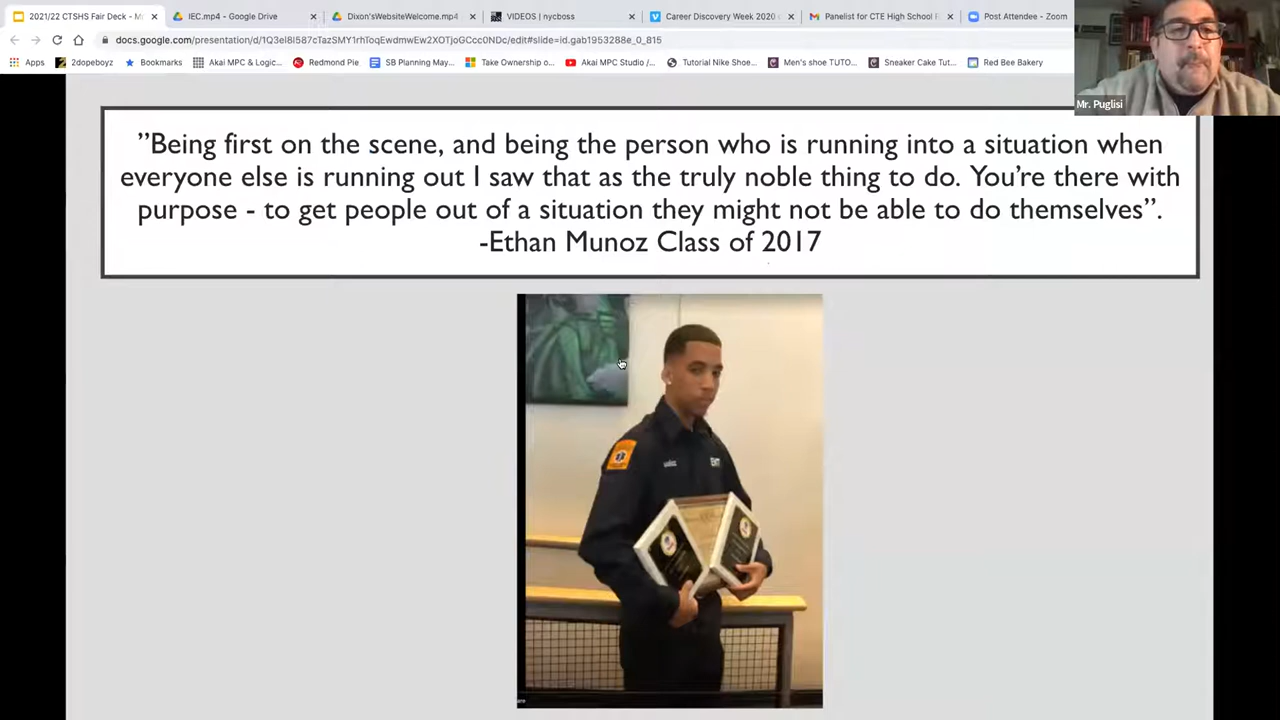 2021/22 CTSHS Fair Deck - M
IEC.mp4 - Google Drive
Dixon'sWebsiteWelcome.mp4
VIDEOS | nycboss
Career Discovery Week 2020
Panelist for CTE High School F
Post Attendee - Zoom
docs.google.com/presentation/d/1Q3el8l587cTazSMY1rhToqEwdmwEw2XOTjoGCcc0NDc/edit#slide=id.gab1953288e_0_815
Apps
2dopeboyz
Bookmarks
Akai MPC & Logic...
Redmond Pie
SB Planning May...
Take Ownership o...
Akai MPC Studio /...
Tutorial Nike Shoe...
Men's shoe TUTO...
Sneaker Cake Tut...
Red Bee Bakery
Mr. Puglisi
”Being first on the scene, and being the person who is running into a situation when
everyone else is running out I saw that as the truly noble thing to do. You’re there with
purpose - to get people out of a situation they might not be able to do themselves”.
-Ethan Munoz Class of 2017
EMT